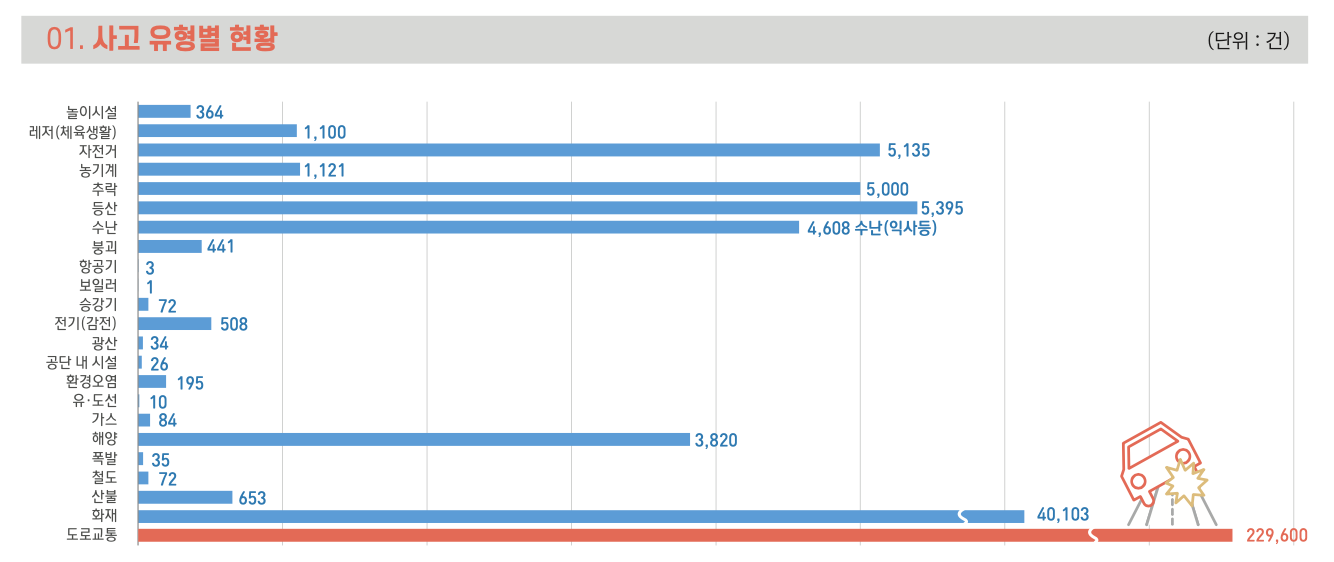 01. 사고 유형별 현황
(단위 : 건)
놀이시설 364
레저(체육생활) 1,100
자전거 5,135
농기계 1,121
추락 5,000
등산 5,395
수난 4,608 수난(익사등)
붕괴 441
항공기 3
보일러 1
승강기 72
전기(감전) 508
광산 34
공단 내 시설 26
환경오염 195
유·도선 10
가스 84
해양 3,820
폭발 35
철도 72
산불 653
화재 40,103
도로교통 229,600